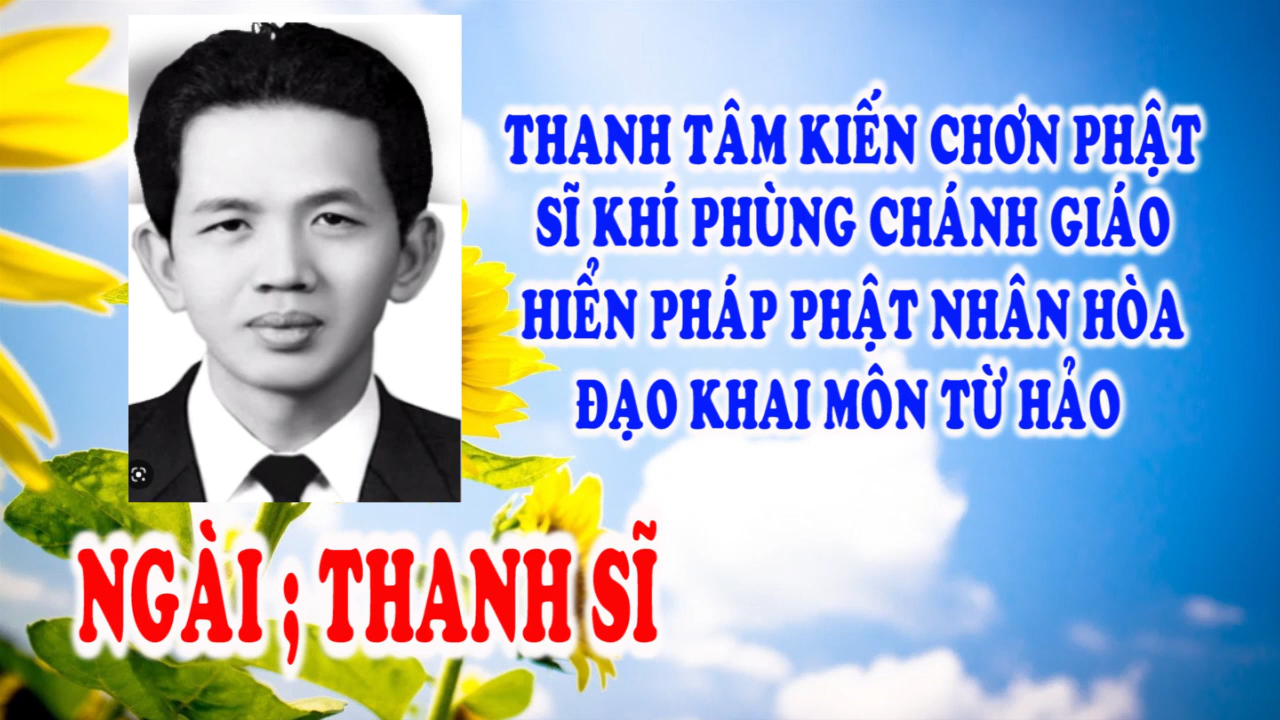 THANH TÂM KIẾN CHƠN PHẬT
SĨ KHÍ PHÙNG CHÁNH GIÁO
HIỂN PHÁP PHẬT NHÂN HÒA
ĐẠO KHAI MÔN TỪ HẢO
NGÀI ; THANH SĨ